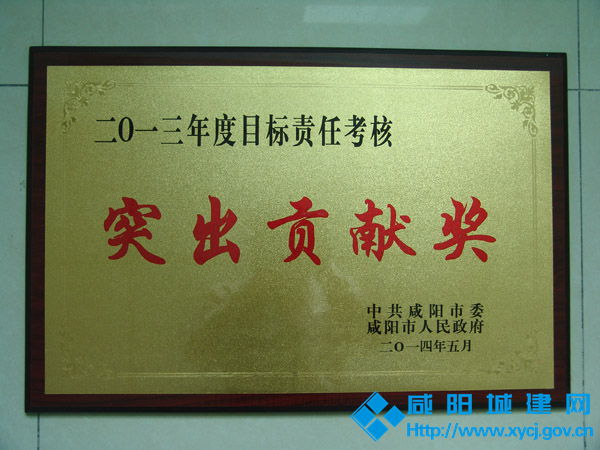 二〇一三年度目标责任考核
突出贡献奖
中共咸阳市委
咸阳市人民政府
二〇一四年五月
咸阳城建网
Http://www.xycj.gov.cn